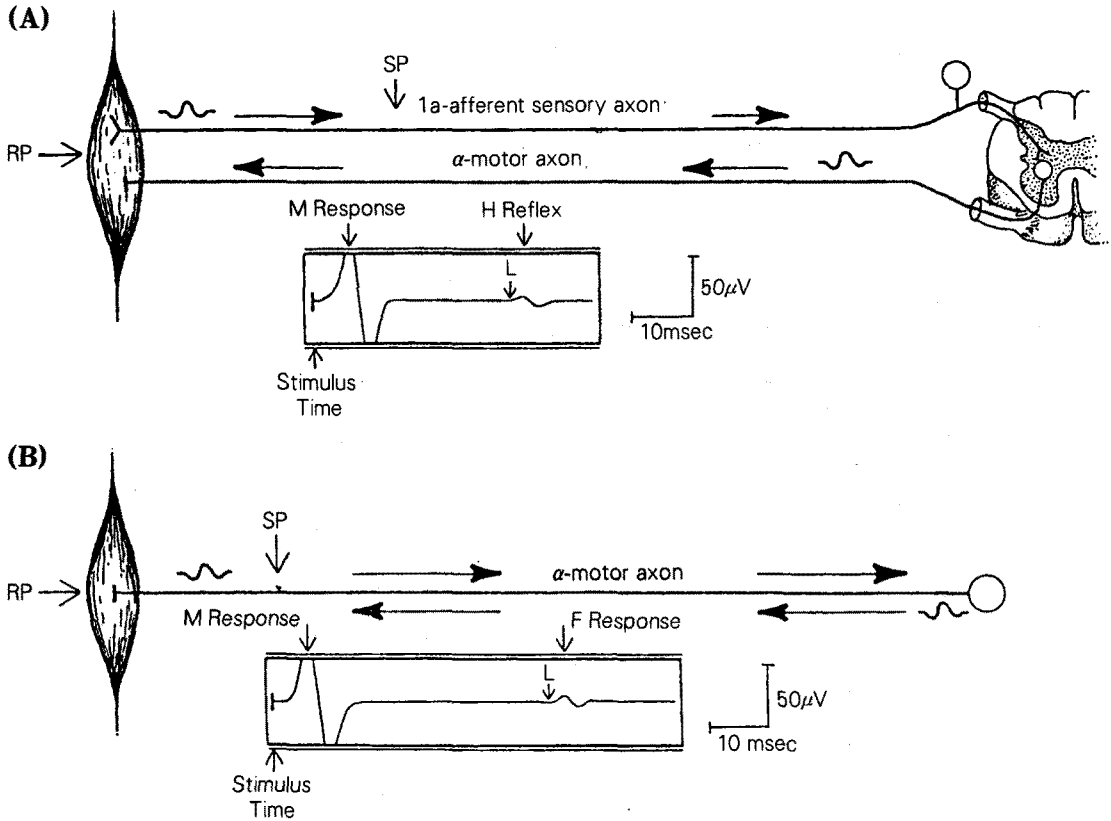 (A)
SP
1a-afferent sensory axon
RP
α-motor axon
M Response
H Reflex
L
50μV
10msec
Stimulus
Time
(B)
SP
RP
α-motor axon
M Response
F Response
L
50μV
10 msec
Stimulus
Time